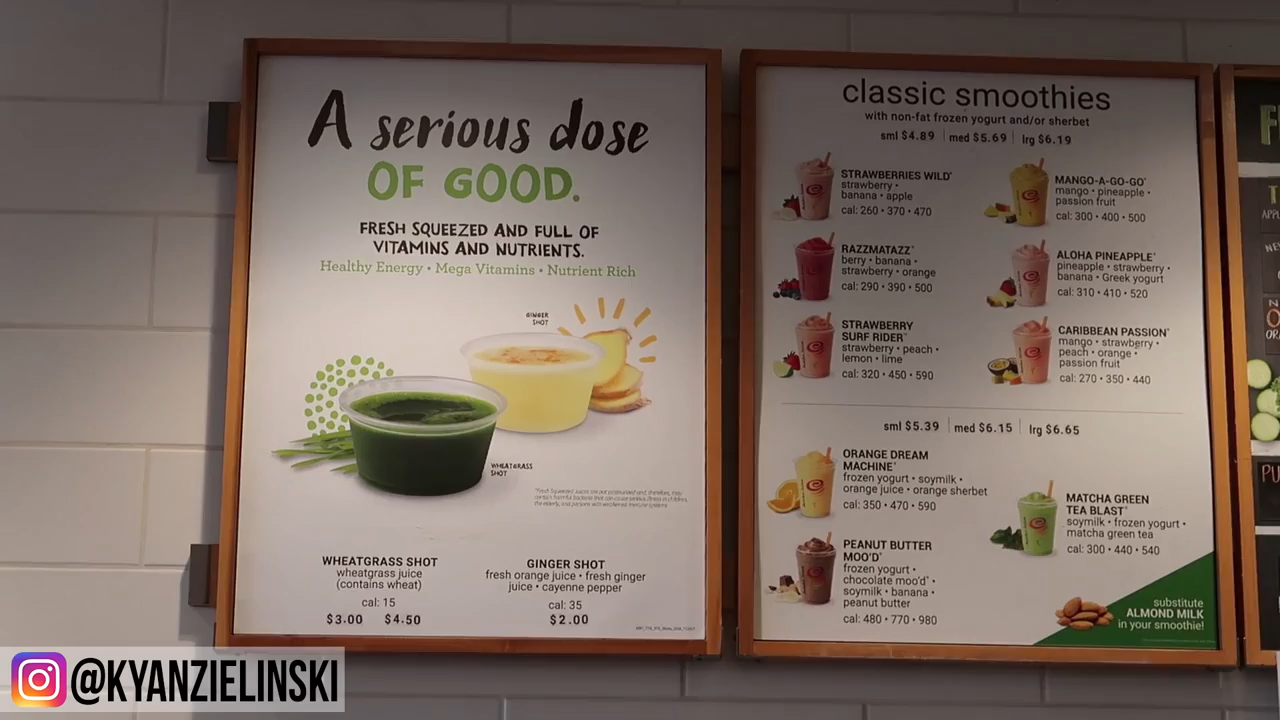 A serious dose
OF GOOD.
FRESH SQUEEZED AND FULL OF
VITAMINS AND NUTRIENTS.
Healthy Energy • Mega Vitamins • Nutrient Rich
GINGER
SHOT
WHEATGRASS
SHOT
WHEATGRASS SHOT
wheatgrass juice
(contains wheat)
cal: 15
$3.00 $4.50
GINGER SHOT
fresh orange juice • fresh ginger
juice • cayenne pepper
cal: 35
$2.00
classic smoothies
with non-fat frozen yogurt and/or sherbet
sml $4.89 | med $5.69 | lrg $6.19
STRAWBERRIES WILD®
strawberry •
banana • apple
cal: 260 • 370 • 470
RAZZMATAZZ®
berry • banana •
strawberry • orange
cal: 290 • 390 • 500
STRAWBERRY
SURF RIDER™
strawberry • peach •
lemon • lime
cal: 320 • 450 • 590
MANGO-A-GO-GO®
mango • pineapple •
passion fruit
cal: 300 • 400 • 500
ALOHA PINEAPPLE®
pineapple • strawberry •
banana • Greek yogurt
cal: 310 • 410 • 520
CARIBBEAN PASSION®
mango • strawberry •
peach • orange •
passion fruit
cal: 270 • 350 • 440
sml $5.39 | med $6.15 | lrg $6.65
ORANGE DREAM
MACHINE®
frozen yogurt • soymilk •
orange juice • orange sherbet
cal: 350 • 470 • 590
PEANUT BUTTER
MOO'D®
frozen yogurt •
chocolate moo'd® •
soymilk • banana •
peanut butter
cal: 480 • 770 • 980
MATCHA GREEN
TEA BLAST®
soymilk • frozen yogurt •
matcha green tea
cal: 300 • 440 • 540
substitute
ALMOND MILK
in your smoothie!
@KYANZIELINSKI